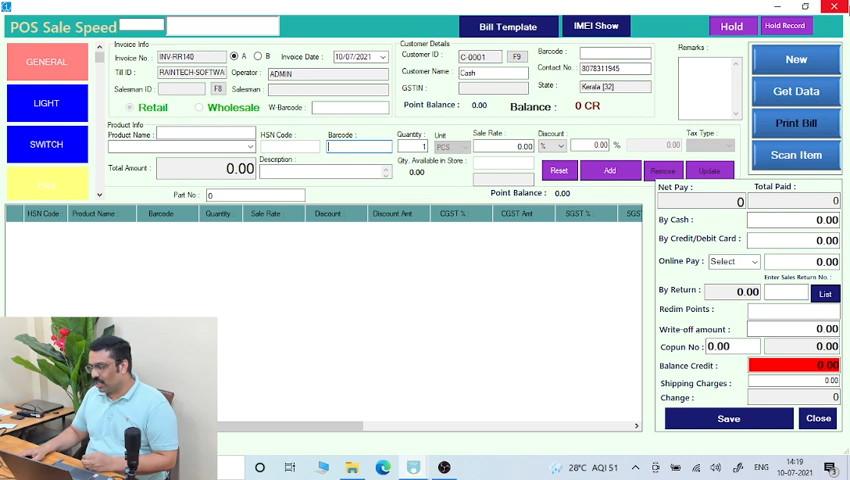 POS Sale Speed
Bill Template
IMEI Show
Hold
Hold Record
GENERAL
LIGHT
SWITCH
Invoice Info
Invoice No. : INV-RR140 A B Invoice Date : 10/07/2021
Till ID : RAINTECH-SOFTWA Operator : ADMIN
Salesman ID : F8 Salesman :
Retail Wholesale W-Barcode :
Customer Details
Customer ID : C-0001 F9
Customer Name : Cash
GSTIN :
Point Balance : 0.00 Balance : 0 CR
Barcode :
Contact No. : 8078311945
State : Kerala [32]
Remarks :
New
Get Data
Print Bill
Scan Item
Product Info
Product Name : HSN Code : Barcode : Quantity : Unit Sale Rate : Discount : Tax Type :
1 PCS 0.00 % 0.00 % 0.00
Total Amount : 0.00 Description : Qty. Available in Store : 0.00
Reset Add Remove Update
Part No : 0 Point Balance : 0.00
HSN Code : Product Name : Barcode Quantity : Sale Rate : Discount : Discount Amt CGST % : CGST Amt SGST % : SGS
Net Pay : Total Paid :
0 0
By Cash : 0.00
By Credit/Debit Card : 0.00
Online Pay : Select 0.00
Enter Sales Return No. :
By Return : 0.00 List
Redim Points :
Write-off amount : 0.00
Copun No : 0.00 0.00
Balance Credit : 0.00
Shipping Charges : 0.00
Change : 0
Save Close
28°C AQI 51 ENG 14:19
10-07-2021
3